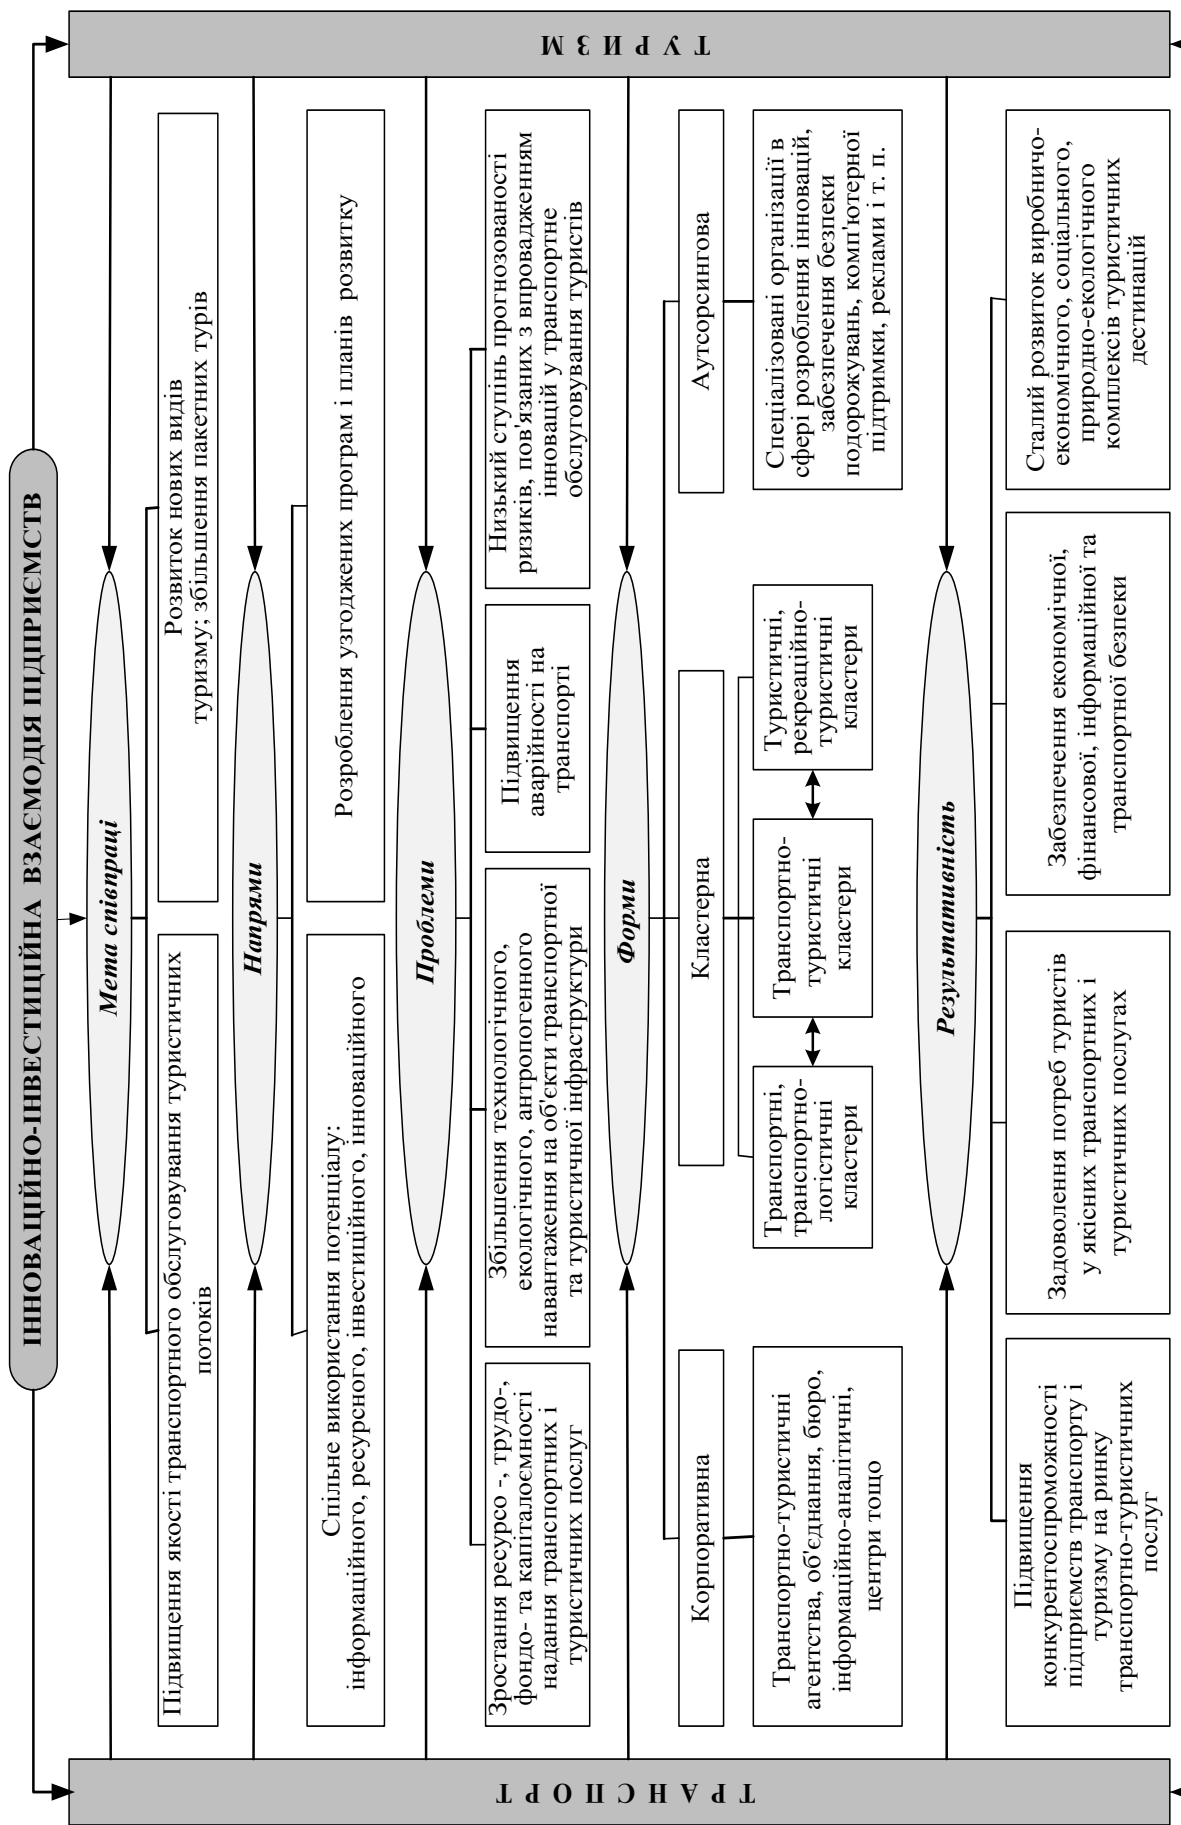 ІННОВАЦІЙНО-ІНВЕСТИЦІЙНА ВЗАЄМОДІЯ ПІДПРИЄМСТВ
ТРАНСПОРТ
ТУРИЗМ
Мета співпраці
Підвищення якості транспортного обслуговування туристичних
потоків
Розвиток нових видів
туризму; збільшення пакетних турів
Напрями
Спільне використання потенціалу:
інформаційного, ресурсного, інвестиційного, інноваційного
Розроблення узгоджених програм і планів розвитку
Проблеми
Зростання ресурсо -, трудо-,
фондо- та капіталоємності
надання транспортних і
туристичних послуг
Збільшення технологічного,
екологічного, антропогенного
навантаження на об'єкти транспортної
та туристичної інфраструктури
Підвищення
аварійності на
транспорті
Низький ступінь прогнозованості
ризиків, пов'язаних з впровадженням
інновацій у транспортне
обслуговування туристів
Форми
Корпоративна
Кластерна
Аутсорсингова
Транспортно-туристичні
агентства, об'єднання, бюро,
інформаційно-аналітичні,
центри тощо
Транспортні,
транспортно-
логістичні
кластери
Транспортно-
туристичні
кластери
Туристичні,
рекреаційно-
туристичні
кластери
Спеціалізовані організації в
сфері розроблення інновацій,
забезпечення безпеки
подорожувань, комп'ютерної
підтримки, реклами і т. п.
Результативність
Підвищення
конкурентоспроможності
підприємств транспорту і
туризму на ринку
транспортно-туристичних
послуг
Задоволення потреб туристів
у якісних транспортних і
туристичних послугах
Забезпечення економічної,
фінансової, інформаційної та
транспортної безпеки
Сталий розвиток виробничо-
економічного, соціального,
природно-екологічного
комплексів туристичних
дестинацій